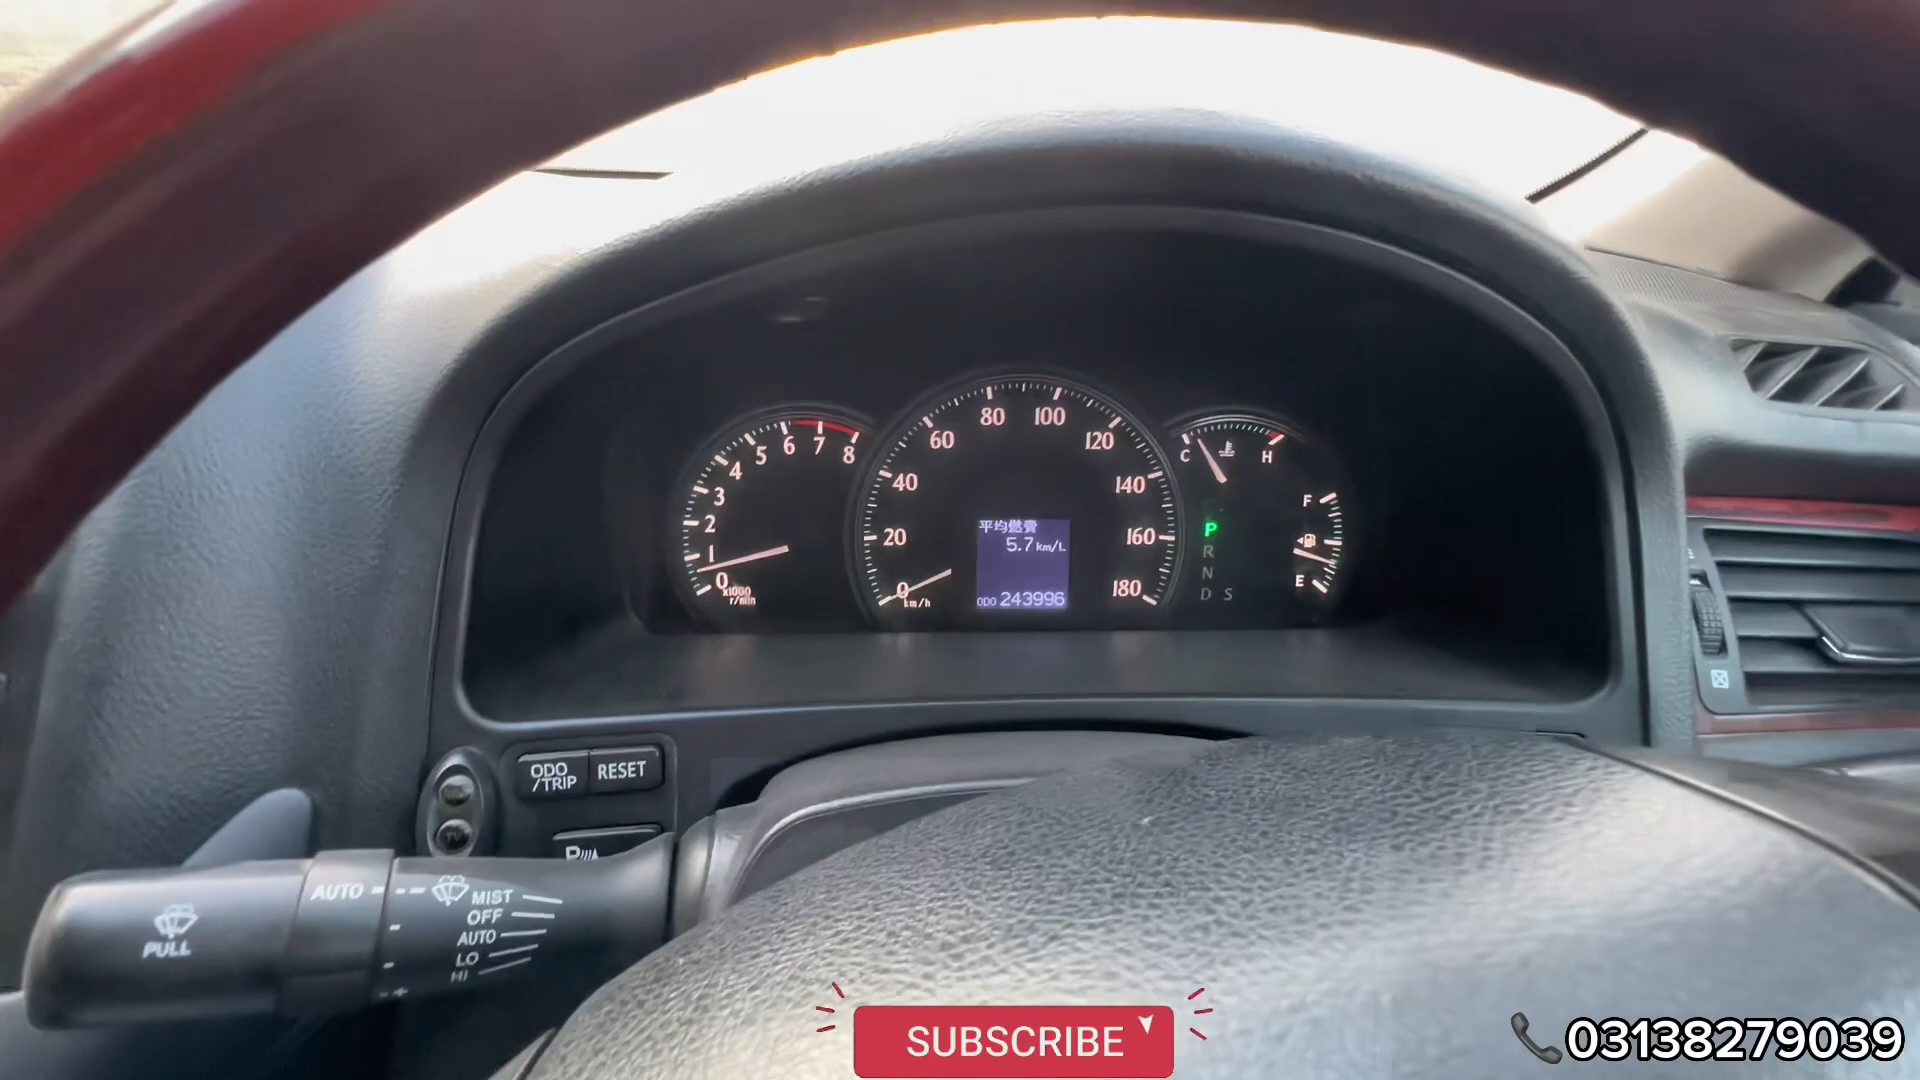 80 100
60 120
5 6 7 8
4
3
2
1
0
x1000
r/min
40 140
20 160
0 180
km/h
平均燃費
5.7 km/L
ODO 243996
C H
F
E
P
R
N
D S
ODO
/TRIP
RESET
TV
P
AUTO
MIST
OFF
AUTO
LO
HI
- +
PULL
SUBSCRIBE
03138279039